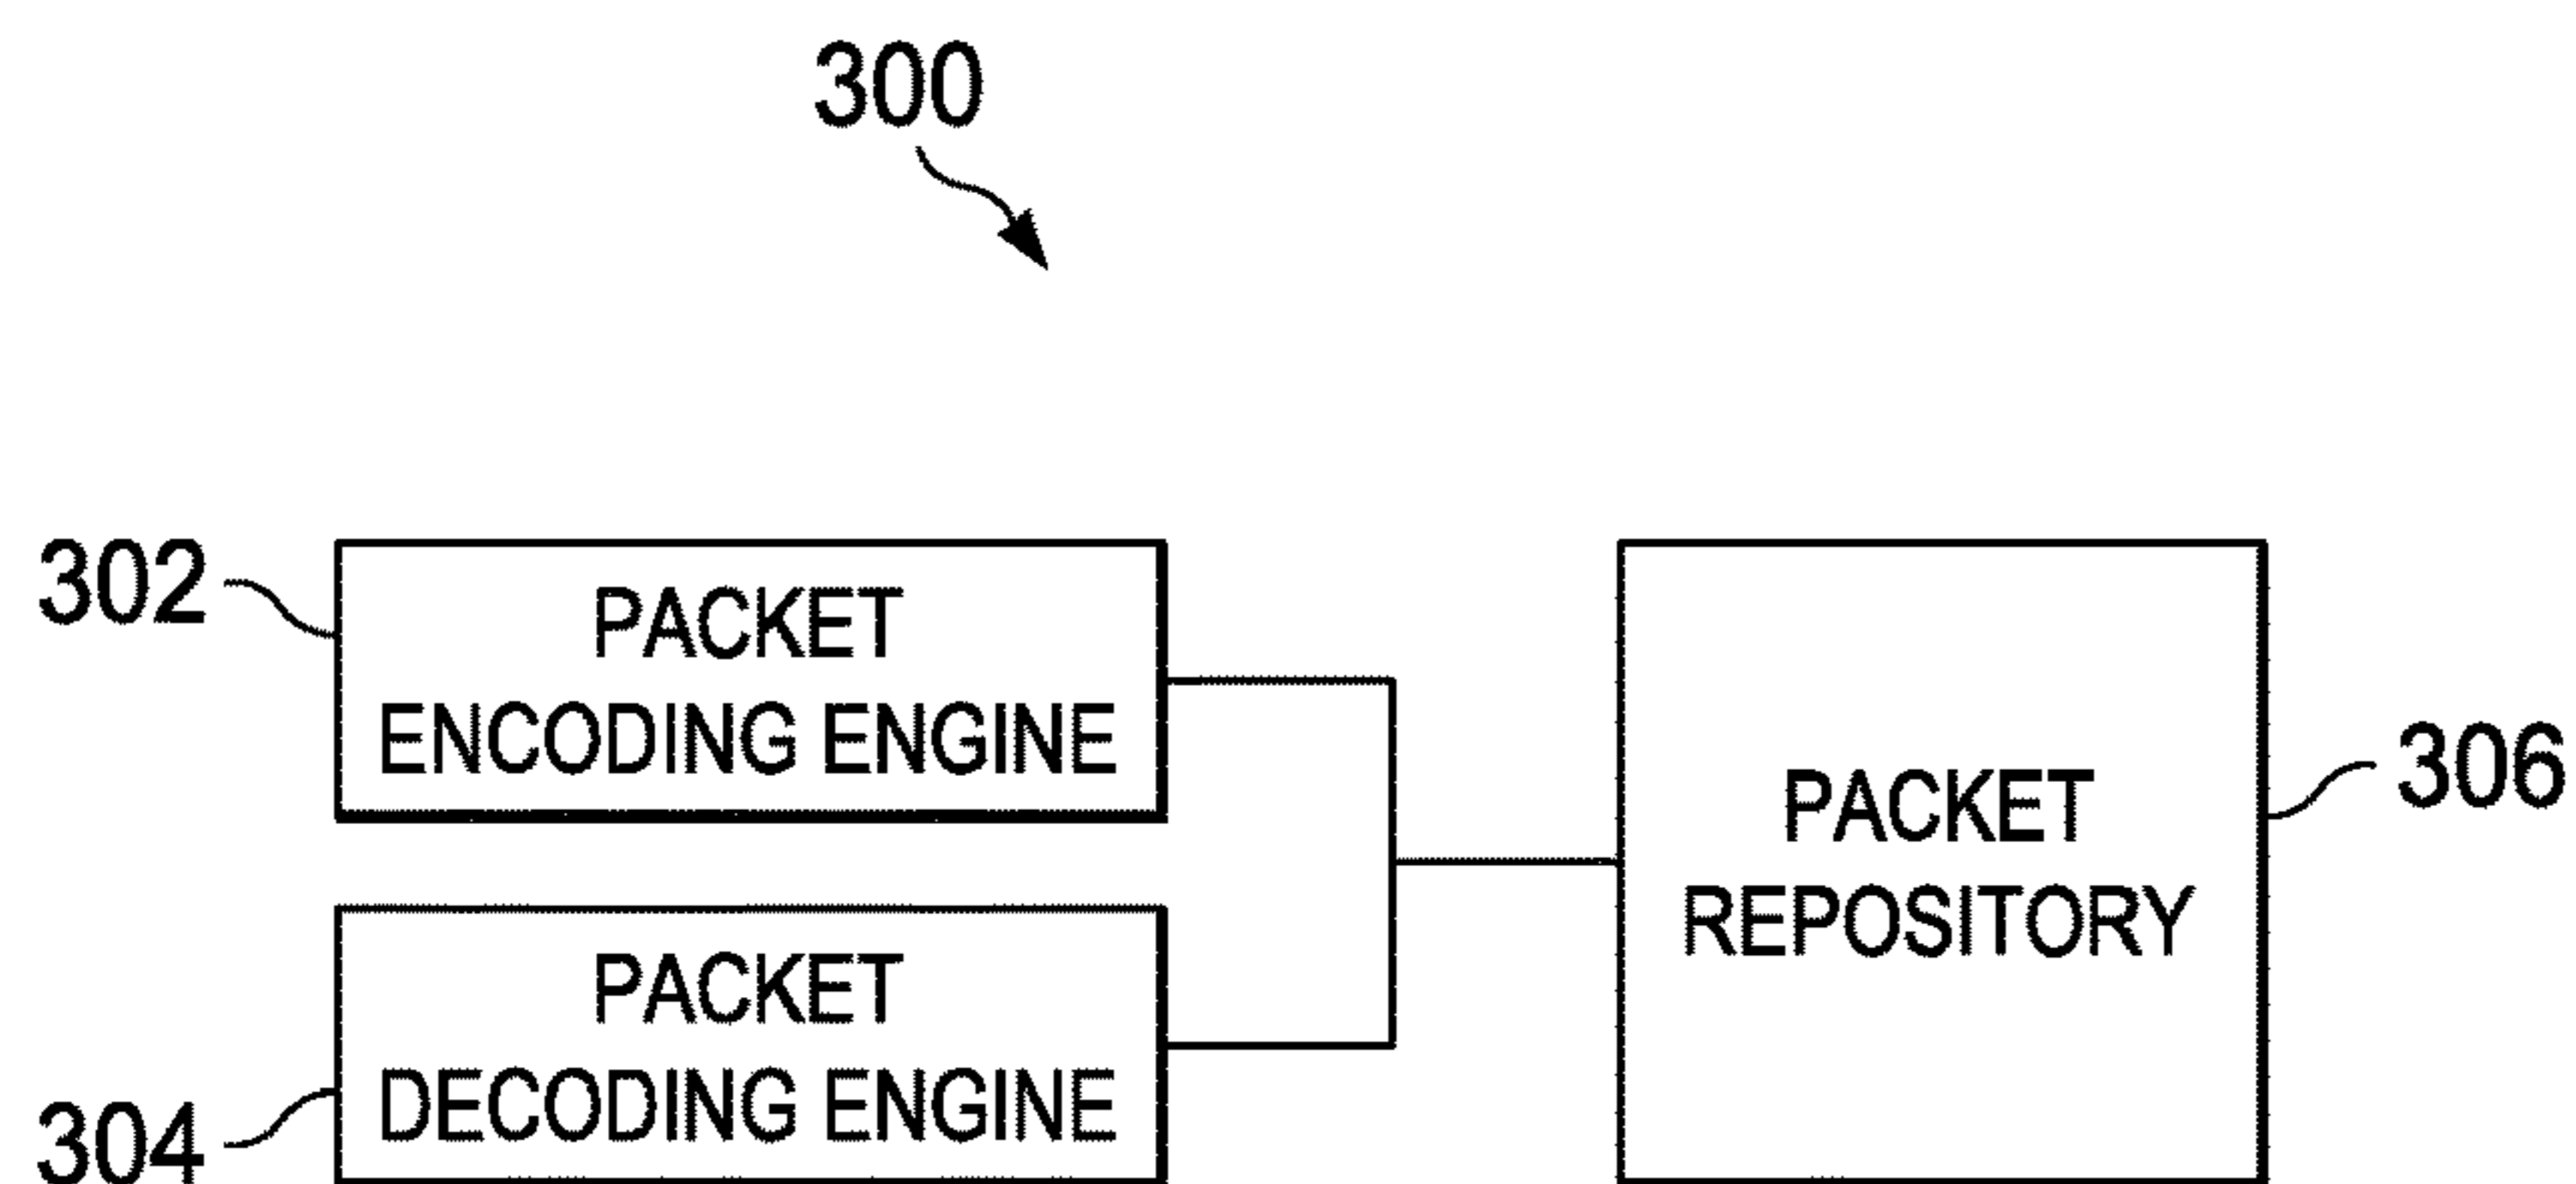 300
302
PACKET
ENCODING ENGINE
PACKET
REPOSITORY
306
304
PACKET
DECODING ENGINE